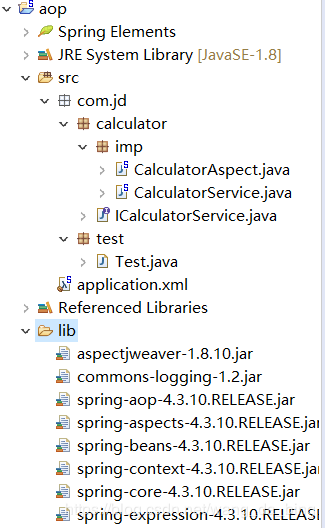 aop
Spring Elements
JRE System Library [JavaSE-1.8]
src
com.jd
calculator
imp
CalculatorAspect.java
CalculatorService.java
ICalculatorService.java
test
Test.java
application.xml
Referenced Libraries
lib
aspectjweaver-1.8.10.jar
commons-logging-1.2.jar
spring-aop-4.3.10.RELEASE.jar
spring-aspects-4.3.10.RELEASE.jar
spring-beans-4.3.10.RELEASE.jar
spring-context-4.3.10.RELEASE.jar
spring-core-4.3.10.RELEASE.jar
spring-expression-4.3.10.RELEASE